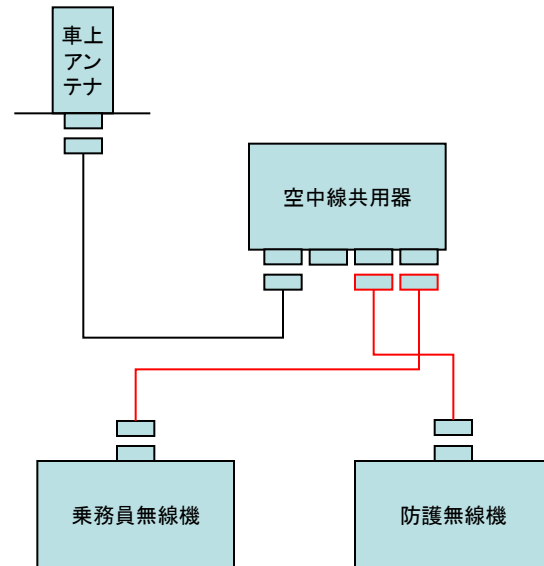 車上
アン
テナ
空中線共用器
乗務員無線機
防護無線機